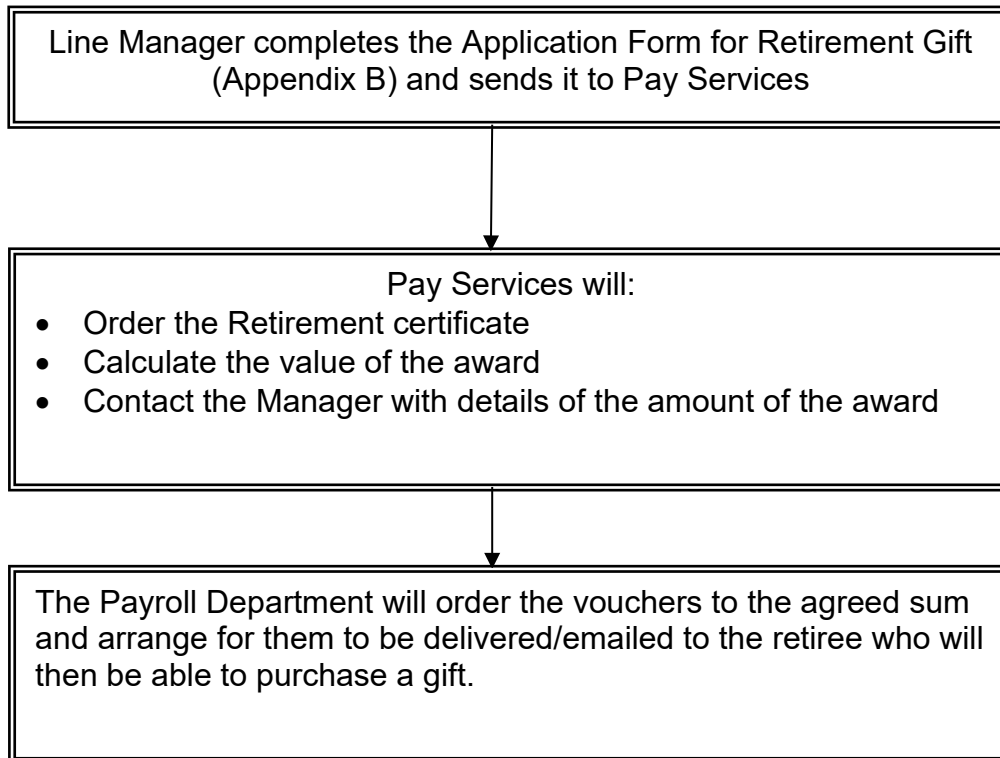 Line Manager completes the Application Form for Retirement Gift
(Appendix B) and sends it to Pay Services
Pay Services will:
• Order the Retirement certificate
• Calculate the value of the award
• Contact the Manager with details of the amount of the award
The Payroll Department will order the vouchers to the agreed sum
and arrange for them to be delivered/emailed to the retiree who will
then be able to purchase a gift.